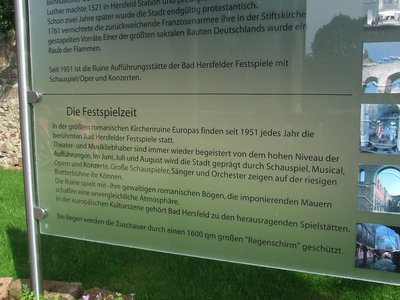 Luther machte 1521 in Hersfeld Station und predigte
Schon zwei Jahre später wurde die Stadt endgültig protestantisch.
1761 vernichtete die zurückweichende Franzosenarmee ihre in der Stiftskirche
gestapelten Vorräte. Einer der größten sakralen Bauten Deutschlands wurde ein
Raub der Flammen.
Seit 1951 ist die Ruine Aufführungsstätte der Bad Hersfelder Festspiele mit
Schauspiel/Oper und Konzerten.
Die Festspielzeit
In der größten romanischen Kirchenruine Europas finden seit 1951 jedes Jahr die
berühmten Bad Hersfelder Festspiele statt.
Theater- und Musikliebhaber sind immer wieder begeistert von dem hohen Niveau der
Aufführungen. Im Juni, Juli und August wird die Stadt geprägt durch Schauspiel, Musical,
Opern und Konzerte. Große Schauspieler, Sänger und Orchester zeigen auf der riesigen
Bretterbühne ihr Können.
Die Ruine spielt mit - ihre gewaltigen romanischen Bögen, die imponierenden Mauern
schaffen eine unvergleichliche Atmosphäre.
In der europäischen Kulturszene gehört Bad Hersfeld zu den herausragenden Spielstätten.
Bei Regen werden die Zuschauer durch einen 1600 qm großen "Regenschirm" geschützt.